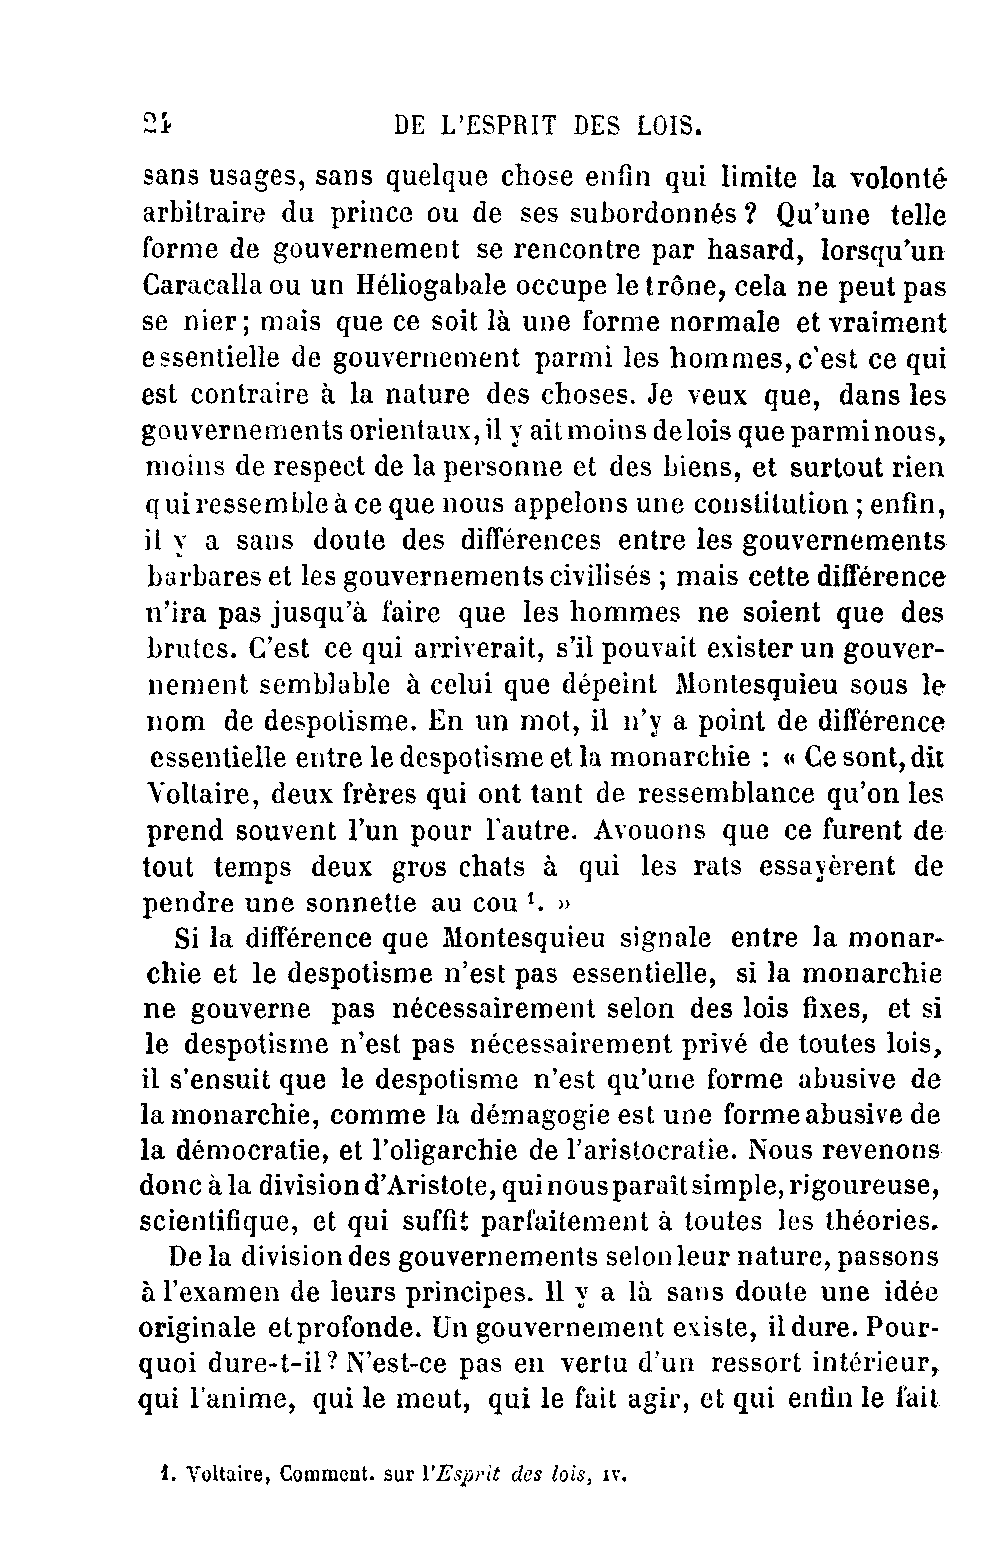 24 DE L'ESPRIT DES LOIS.
sans usages, sans quelque chose enfin qui limite la volonté
arbitraire du prince ou de ses subordonnés ? Qu'une telle
forme de gouvernement se rencontre par hasard, lorsqu'un
Caracalla ou un Héliogabale occupe le trône, cela ne peut pas
se nier ; mais que ce soit là une forme normale et vraiment
essentielle de gouvernement parmi les hommes, c'est ce qui
est contraire à la nature des choses. Je veux que, dans les
gouvernements orientaux, il y ait moins de lois que parmi nous,
moins de respect de la personne et des biens, et surtout rien
qui ressemble à ce que nous appelons une constitution ; enfin,
il y a sans doute des différences entre les gouvernements
barbares et les gouvernements civilisés ; mais cette différence
n'ira pas jusqu'à faire que les hommes ne soient que des
brutes. C'est ce qui arriverait, s'il pouvait exister un gouver-
nement semblable à celui que dépeint Montesquieu sous le
nom de despotisme. En un mot, il n'y a point de différence
essentielle entre le despotisme et la monarchie : « Ce sont, dit
Voltaire, deux frères qui ont tant de ressemblance qu'on les
prend souvent l'un pour l'autre. Avouons que ce furent de
tout temps deux gros chats à qui les rats essayèrent de
pendre une sonnette au cou 1. »
Si la différence que Montesquieu signale entre la monar-
chie et le despotisme n'est pas essentielle, si la monarchie
ne gouverne pas nécessairement selon des lois fixes, et si
le despotisme n'est pas nécessairement privé de toutes lois,
il s'ensuit que le despotisme n'est qu'une forme abusive de
la monarchie, comme la démagogie est une forme abusive de
la démocratie, et l'oligarchie de l'aristocratie. Nous revenons
donc à la division d'Aristote, qui nous paraît simple, rigoureuse,
scientifique, et qui suffit parfaitement à toutes les théories.
De la division des gouvernements selon leur nature, passons
à l'examen de leurs principes. Il y a là sans doute une idée
originale et profonde. Un gouvernement existe, il dure. Pour-
quoi dure-t-il ? N'est-ce pas en vertu d'un ressort intérieur,
qui l'anime, qui le meut, qui le fait agir, et qui enfin le fait
1. Voltaire, Comment. sur l'Esprit des lois, IV.